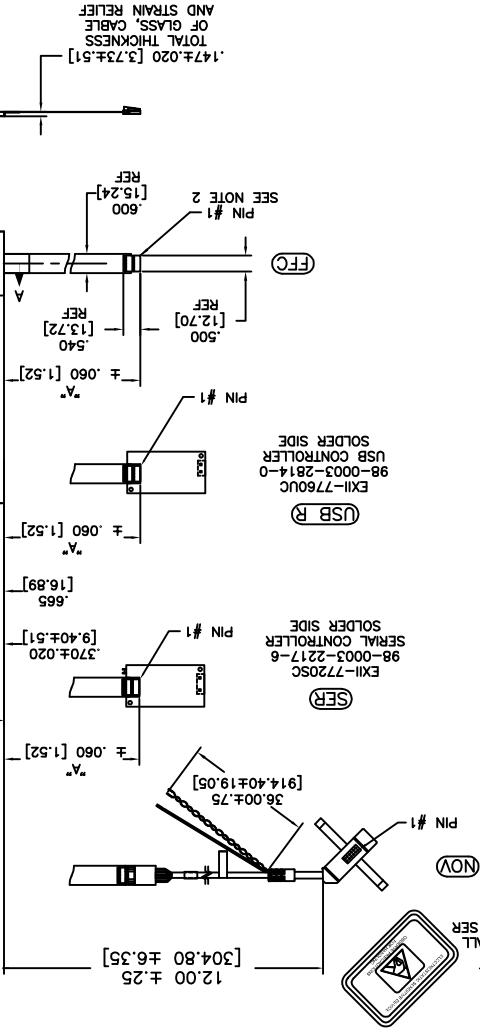 ALL
SER
12.00 ±.25
[304.80 ±6.35]
NOV
PIN #1
36.00±.75
[914.40±19.05]
"A"
± .060 [1.52]
SER
EXII-7720SC
98-0003-2217-6
SERIAL CONTROLLER
SOLDER SIDE
PIN #1
.370±.020
[9.40±.51]
.665
[16.89]
"A"
± .060 [1.52]
USB R
EXII-7760UC
98-0003-2814-0
USB CONTROLLER
SOLDER SIDE
PIN #1
"A"
± .060 [1.52]
.540
[13.72]
REF
.500
[12.70]
REF
A
FFC
PIN #1
SEE NOTE 2
.600
[15.24]
REF
.147±.020 [3.73±.51]
TOTAL THICKNESS
OF GLASS, CABLE
AND STRAIN RELIEF